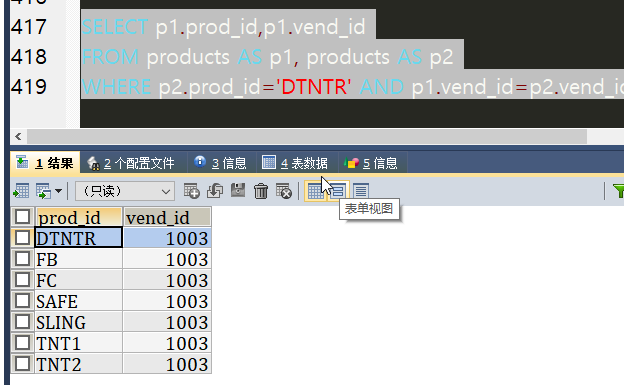 417 SELECT p1.prod_id,p1.vend_id
418 FROM products AS p1, products AS p2
419 WHERE p2.prod_id='DTNTR' AND p1.vend_id=p2.vend_id
1 结果 2 个配置文件 3 信息 4 表数据 5 信息
（只读）
表单视图
prod_id vend_id
DTNTR 1003
FB 1003
FC 1003
SAFE 1003
SLING 1003
TNT1 1003
TNT2 1003